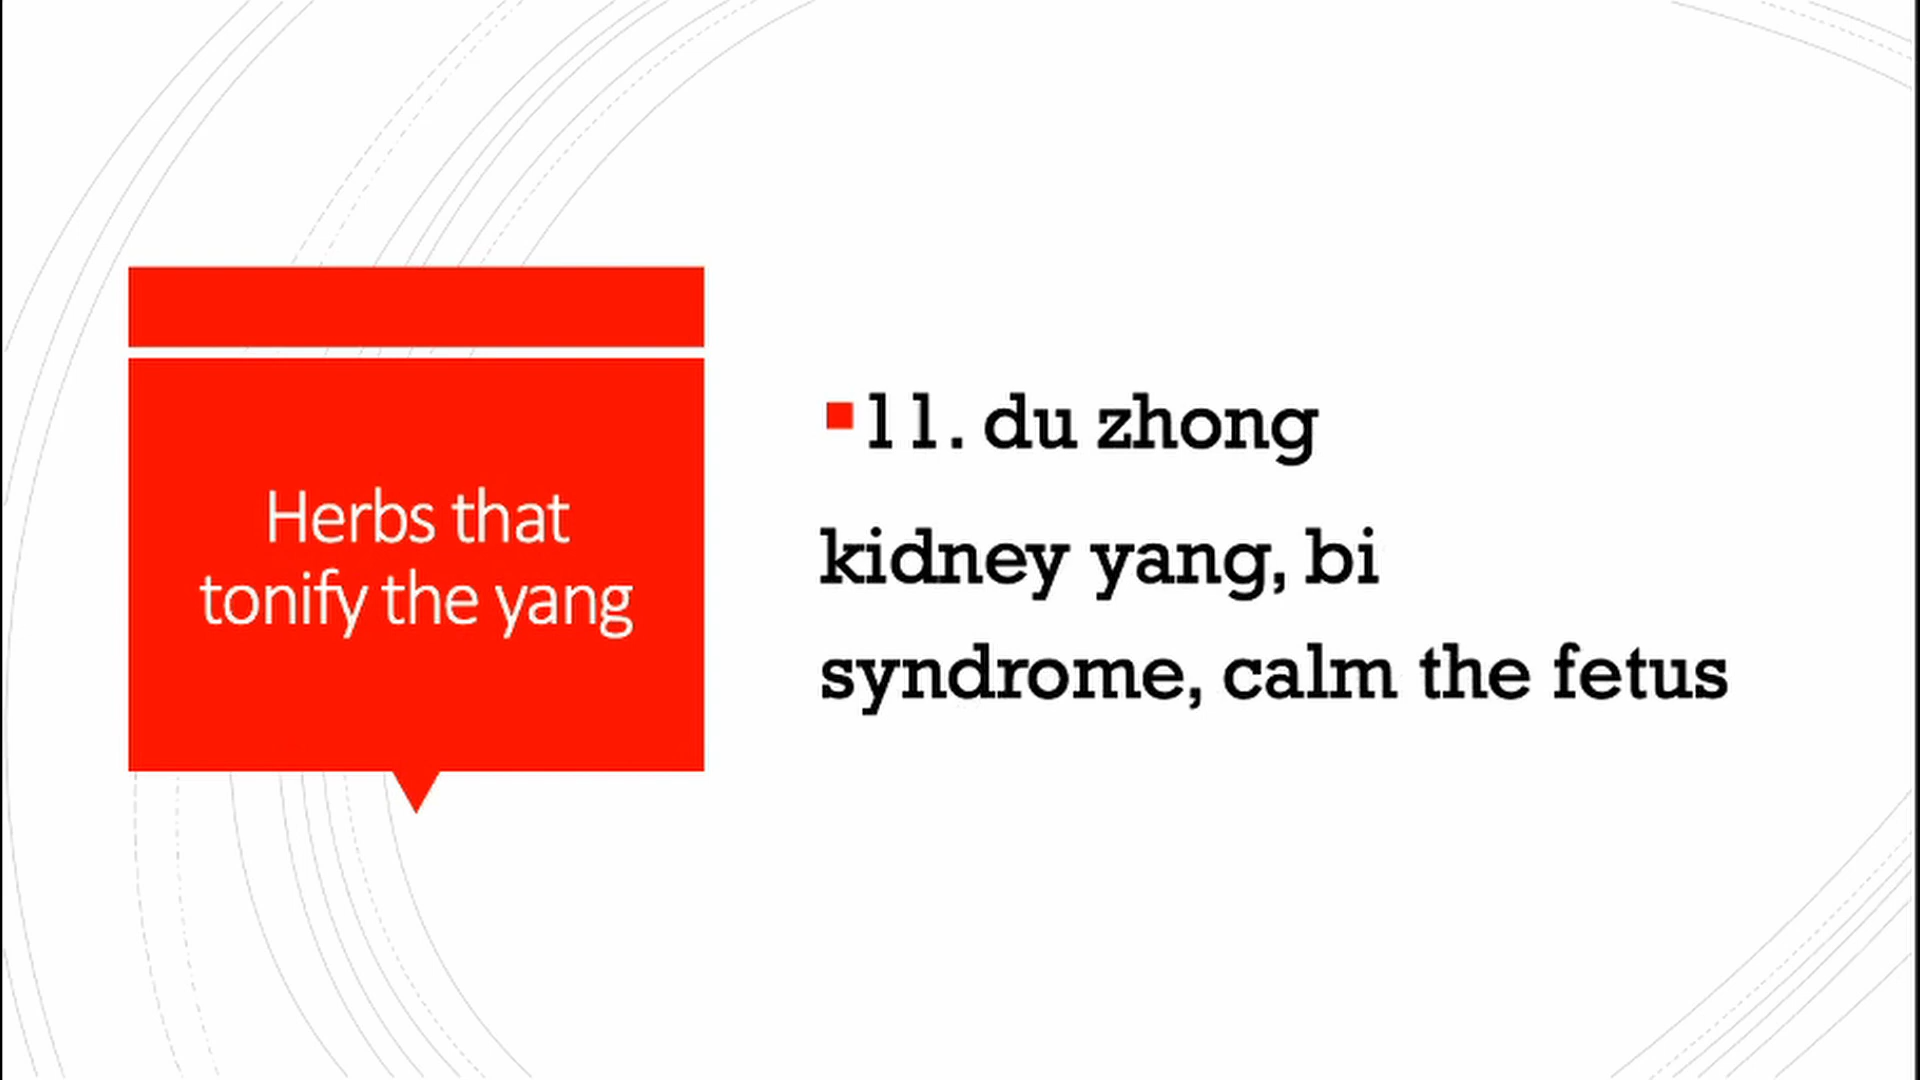 Herbs that
tonify the yang
11. du zhong
kidney yang, bi
syndrome, calm the fetus